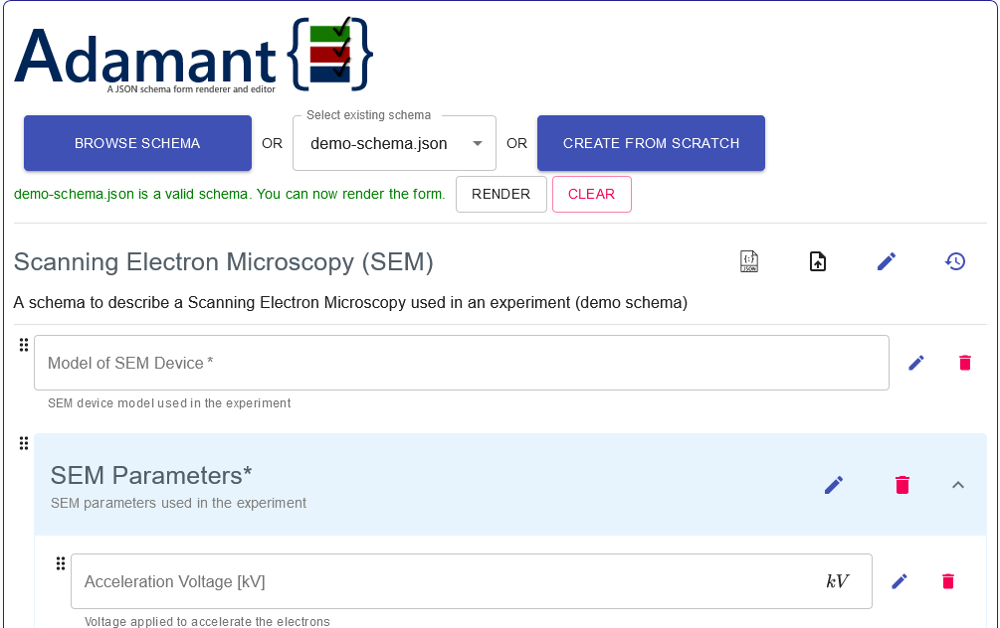 Adamant
A JSON schema form renderer and editor
Select existing schema
BROWSE SCHEMA OR demo-schema.json OR CREATE FROM SCRATCH
demo-schema.json is a valid schema. You can now render the form. RENDER CLEAR
Scanning Electron Microscopy (SEM) {;} JSON
A schema to describe a Scanning Electron Microscopy used in an experiment (demo schema)
Model of SEM Device *
SEM device model used in the experiment
SEM Parameters*
SEM parameters used in the experiment
Acceleration Voltage [kV] kV
Voltage applied to accelerate the electrons